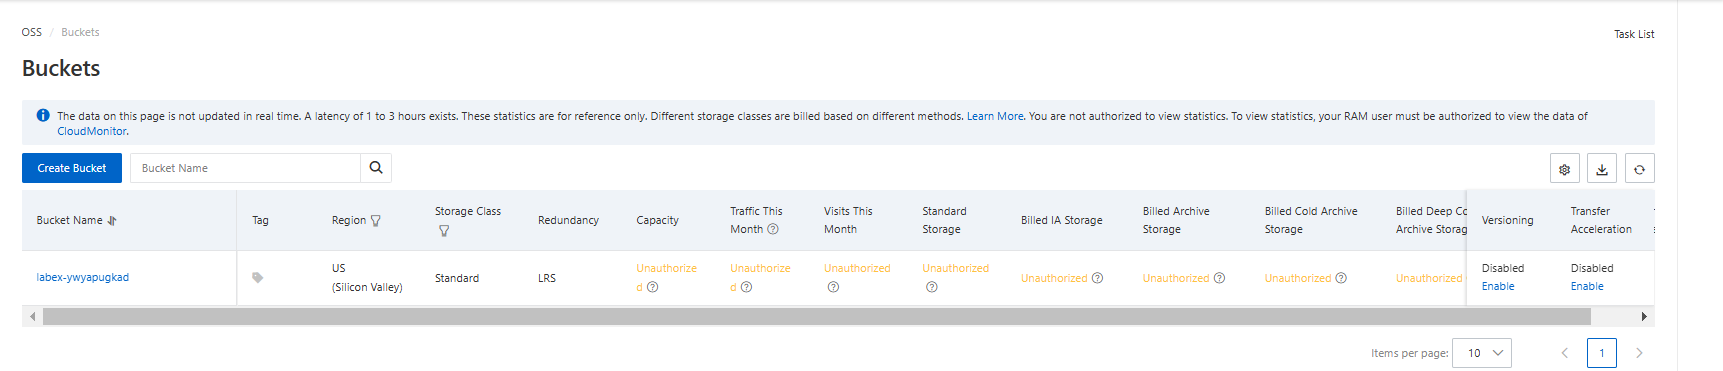 OSS / Buckets
Task List
Buckets
The data on this page is not updated in real time. A latency of 1 to 3 hours exists. These statistics are for reference only. Different storage classes are billed based on different methods. Learn More. You are not authorized to view statistics. To view statistics, your RAM user must be authorized to view the data of
CloudMonitor.
Create Bucket
Bucket Name
Bucket Name
Tag
Region
Storage Class
Redundancy
Capacity
Traffic This
Month
Visits This
Month
Standard
Storage
Billed IA Storage
Billed Archive
Storage
Billed Cold Archive
Storage
Billed Deep Co
Archive Storag
Versioning
Transfer
Acceleration
labex-ywyapugkad
US
(Silicon Valley)
Standard
LRS
Unauthorize
d
Unauthorize
d
Unauthorized
Unauthorized
Unauthorized
Unauthorized
Unauthorized
Unauthorized
Disabled
Enable
Disabled
Enable
Items per page: 10
1